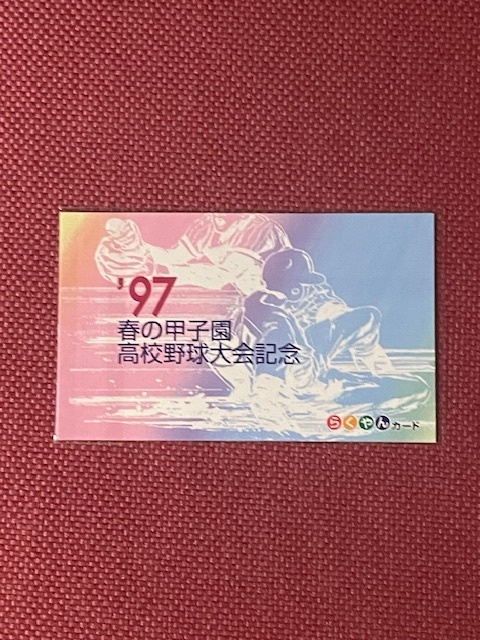 '97
春の甲子園
高校野球大会記念
らくやんカード